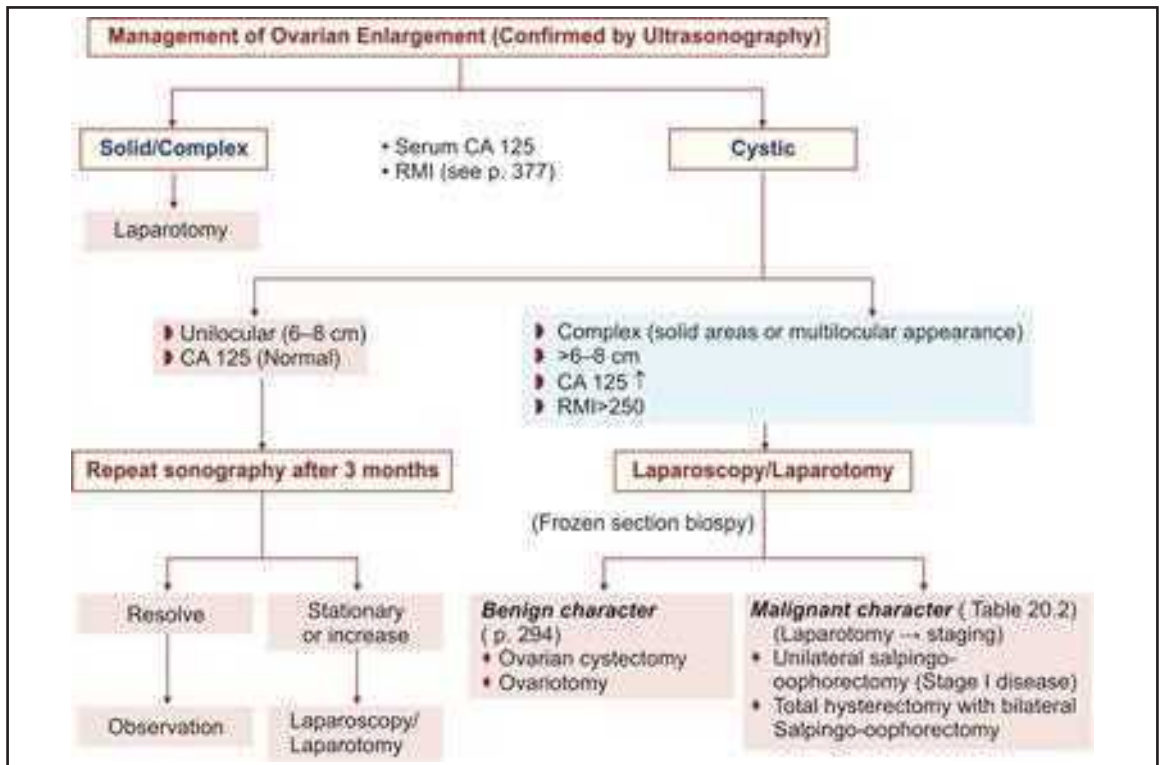 Management of Ovarian Enlargement (Confirmed by Ultrasonography)
Solid/Complex
• Serum CA 125
• RMI (see p. 377)
Cystic
Laparotomy
◗ Unilocular (6–8 cm)
◗ CA 125 (Normal)
◗ Complex (solid areas or multilocular appearance)
◗ >6–8 cm
◗ CA 125 ↑
◗ RMI>250
Repeat sonography after 3 months
Laparoscopy/Laparotomy
(Frozen section biospy)
Resolve
Stationary
or increase
Observation
Laparoscopy/
Laparotomy
Benign character
( p. 294)
♦ Ovarian cystectomy
♦ Ovariotomy
Malignant character ( Table 20.2)
(Laparotomy → staging)
♦ Unilateral salpingo-
oophorectomy (Stage I disease)
♦ Total hysterectomy with bilateral
Salpingo-oophorectomy